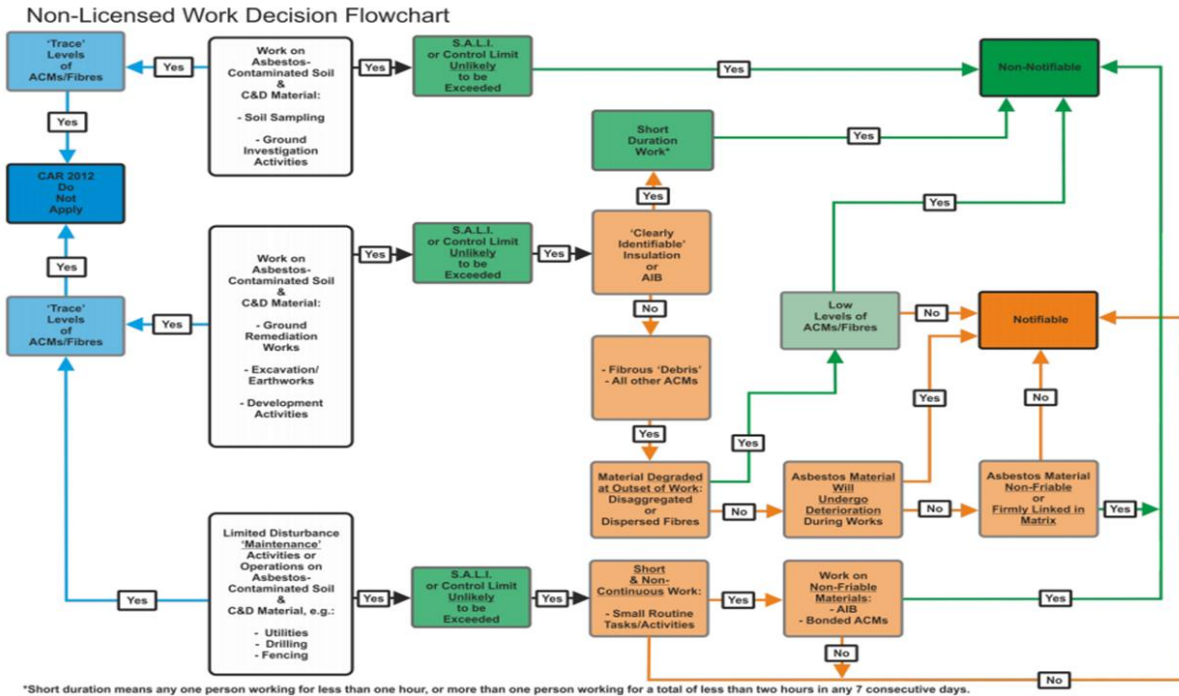 Non-Licensed Work Decision Flowchart
'Trace'
Levels
of
ACMs/Fibres
Yes
Work on
Asbestos-
Contaminated Soil
&
C&D Material:
- Soil Sampling
- Ground
Investigation
Activities
Yes
S.A.L.I.
or Control Limit
Unlikely
to be
Exceeded
Yes
Non-Notifiable
Yes
CAR 2012
Do
Not
Apply
Short
Duration
Work*
Yes
Yes
Yes
'Trace'
Levels
of
ACMs/Fibres
Yes
Work on
Asbestos-
Contaminated Soil
&
C&D Material:
- Ground
Remediation
Works
- Excavation/
Earthworks
- Development
Activities
Yes
S.A.L.I.
or Control Limit
Unlikely
to be
Exceeded
Yes
'Clearly
Identifiable'
Insulation
or
AIB
No
- Fibrous 'Debris'
- All other ACMs
Yes
Material Degraded
at Outset of Work:
Disaggregated
or
Dispersed Fibres
Yes
Low
Levels of
ACMs/Fibres
Yes
No
Notifiable
No
Asbestos Material
Will
Undergo
Deterioration
During Works
Yes
No
Asbestos Material
Non-Friable
or
Firmly Linked in
Matrix
No
Yes
Yes
Limited Disturbance
'Maintenance'
Activities or
Operations on
Asbestos-
Contaminated Soil
&
C&D Material, e.g.:
- Utilities
- Drilling
- Fencing
Yes
S.A.L.I.
or Control Limit
Unlikely
to be
Exceeded
Yes
Short
& Non-
Continuous Work:
- Small Routine
Tasks/Activities
Yes
Work on
Non-Friable
Materials:
- AIB
- Bonded ACMs
Yes
No
No
*Short duration means any one person working for less than one hour, or more than one person working for a total of less than two hours in any 7 consecutive days.